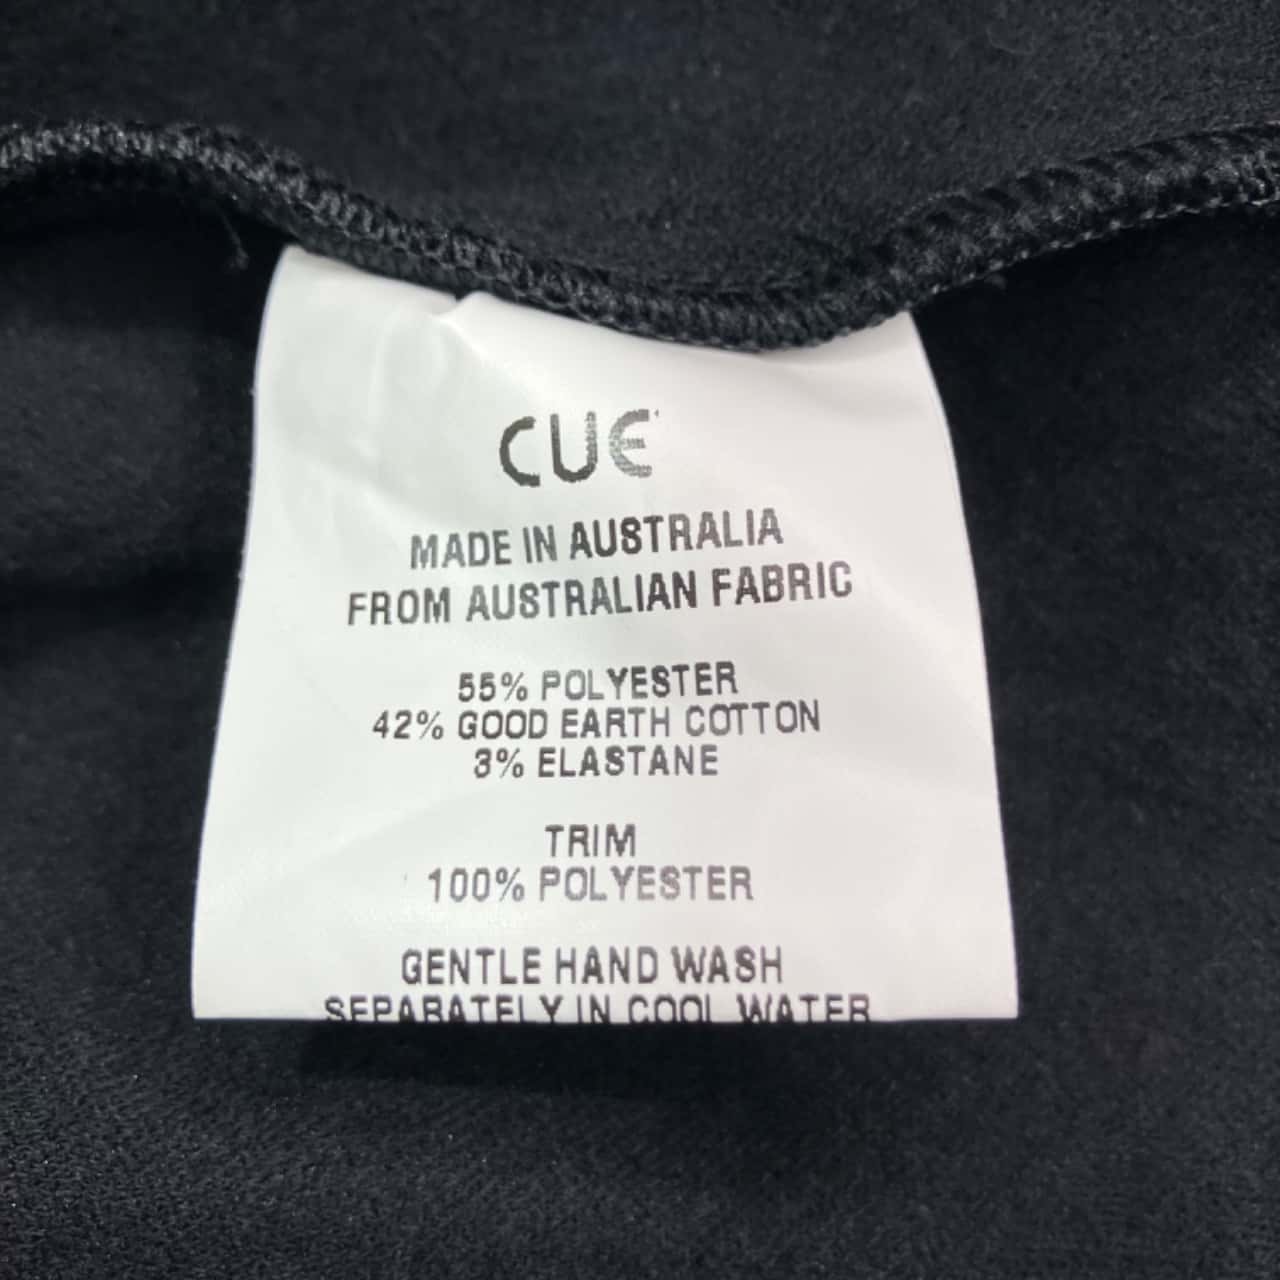 CUE
MADE IN AUSTRALIA
FROM AUSTRALIAN FABRIC
55% POLYESTER
42% GOOD EARTH COTTON
3% ELASTANE
TRIM
100% POLYESTER
GENTLE HAND WASH
SEPARATELY IN COOL WATER